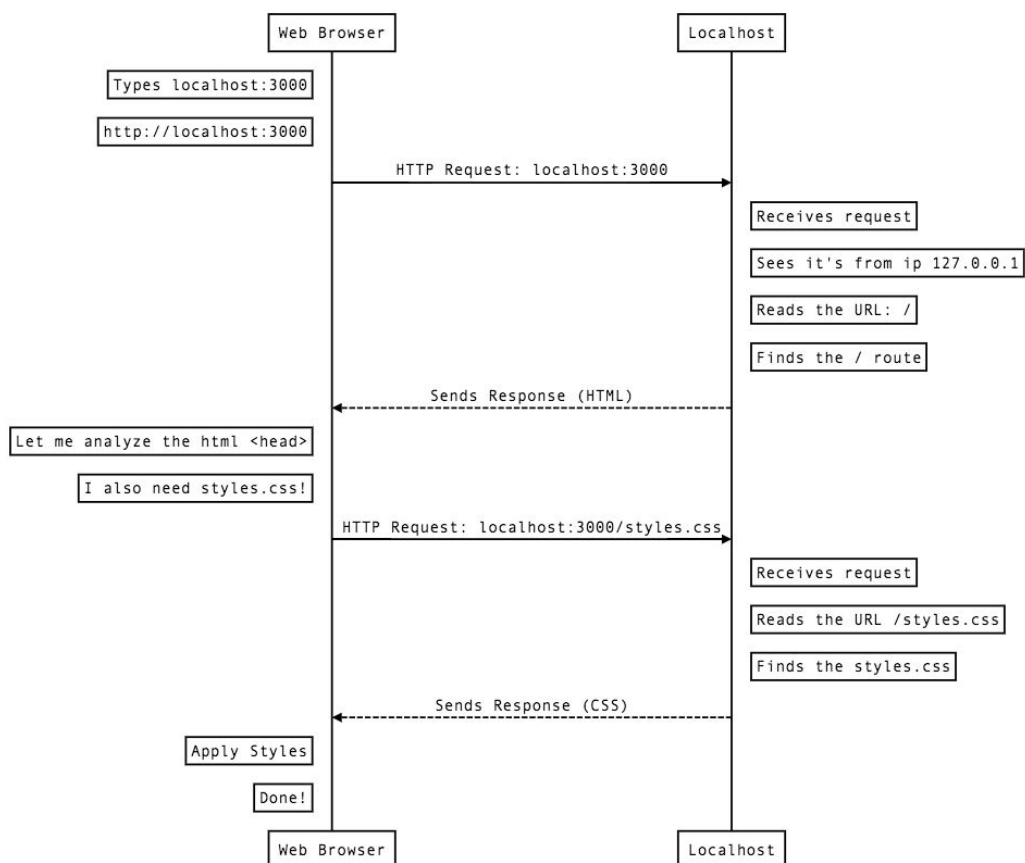 Web Browser
Localhost
Types localhost:3000
http://localhost:3000
HTTP Request: localhost:3000
Receives request
Sees it's from ip 127.0.0.1
Reads the URL: /
Finds the / route
Sends Response (HTML)
Let me analyze the html <head>
I also need styles.css!
HTTP Request: localhost:3000/styles.css
Receives request
Reads the URL /styles.css
Finds the styles.css
Sends Response (CSS)
Apply Styles
Done!
Web Browser
Localhost